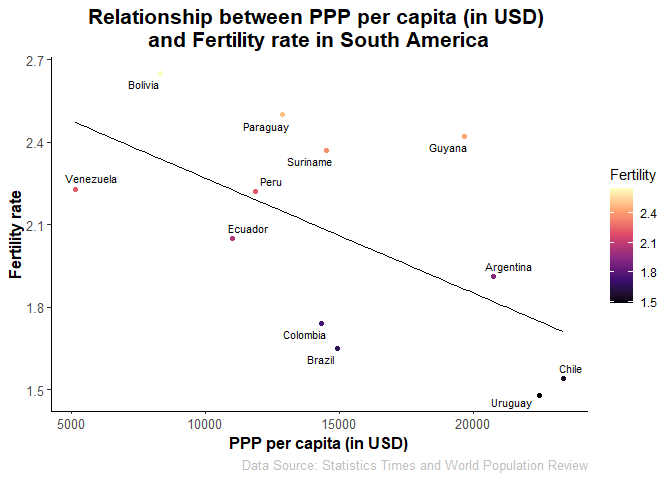 Relationship between PPP per capita (in USD)
and Fertility rate in South America
2.7
2.4
2.1
1.8
1.5
Fertility rate
Bolivia
Paraguay
Suriname
Guyana
Venezuela
Peru
Ecuador
Argentina
Colombia
Brazil
Chile
Uruguay
Fertility
2.4
2.1
1.8
1.5
5000
10000
15000
20000
PPP per capita (in USD)
Data Source: Statistics Times and World Population Review